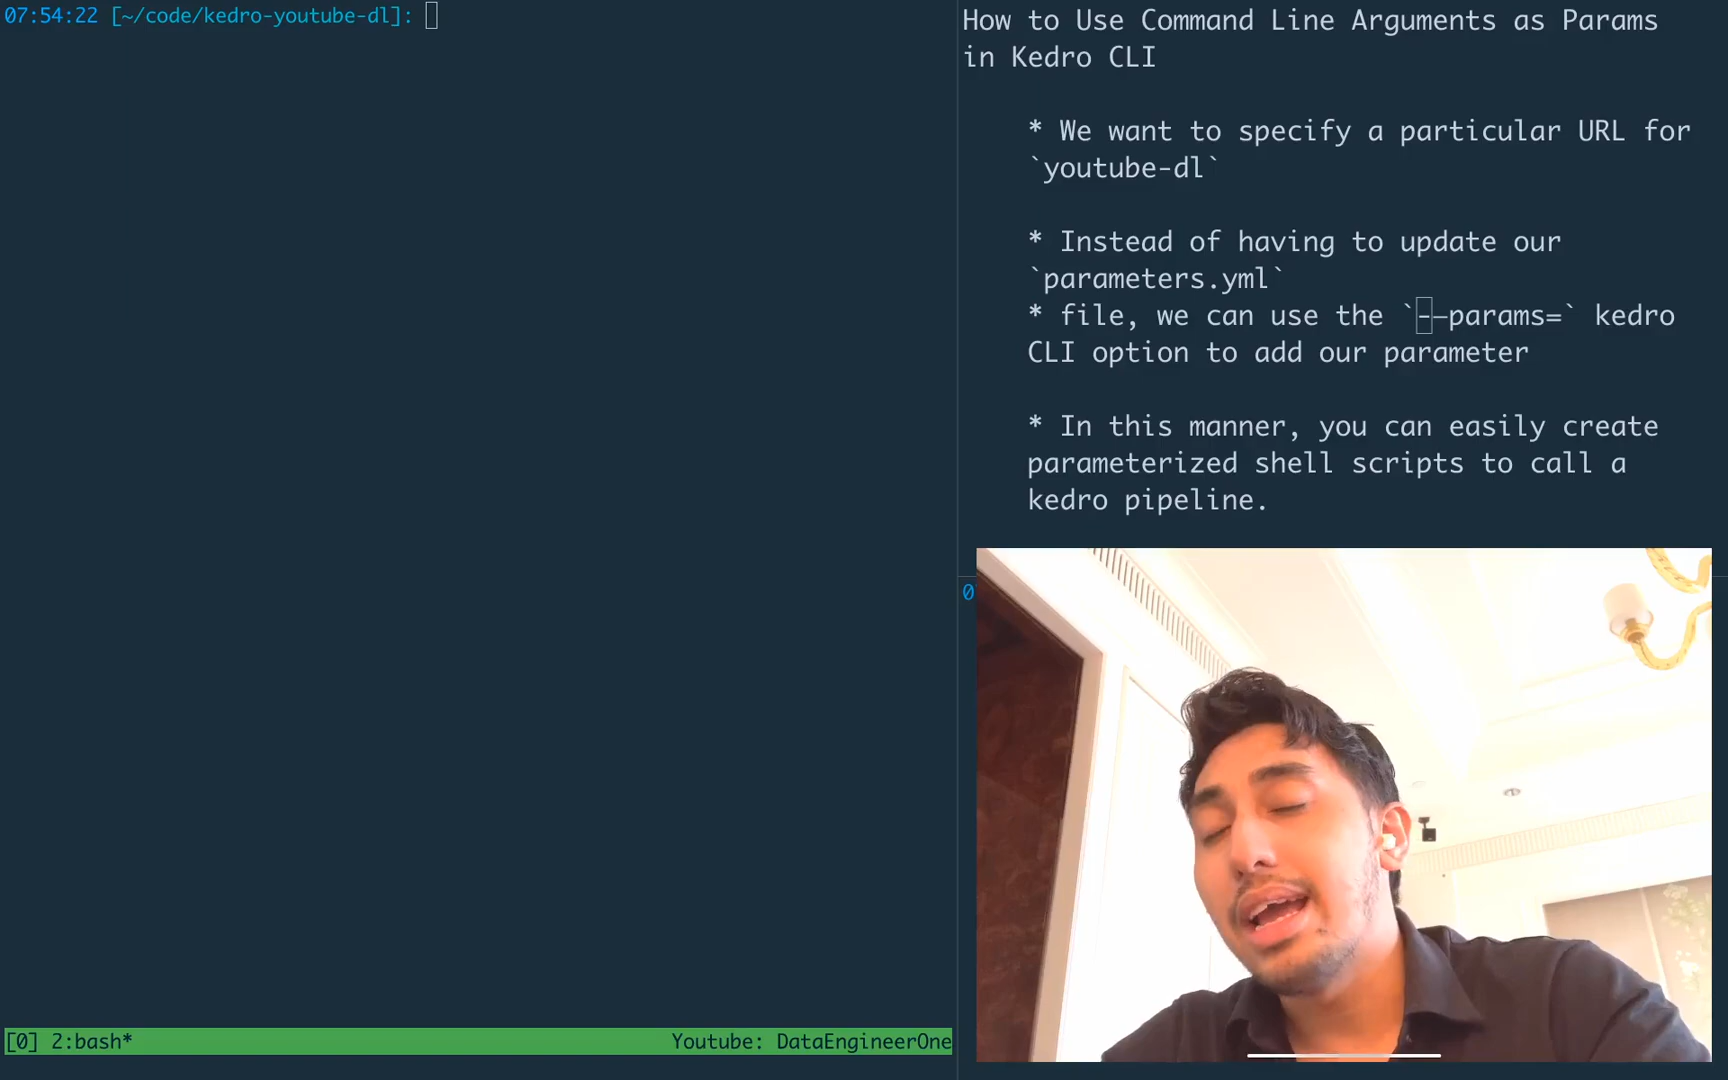 07:54:22 [~/code/kedro-youtube-dl]:
How to Use Command Line Arguments as Params
in Kedro CLI
* We want to specify a particular URL for
`youtube-dl`
* Instead of having to update our
`parameters.yml`
* file, we can use the `--params=` kedro
CLI option to add our parameter
* In this manner, you can easily create
parameterized shell scripts to call a
kedro pipeline.
0
[0] 2:bash*
Youtube: DataEngineerOne